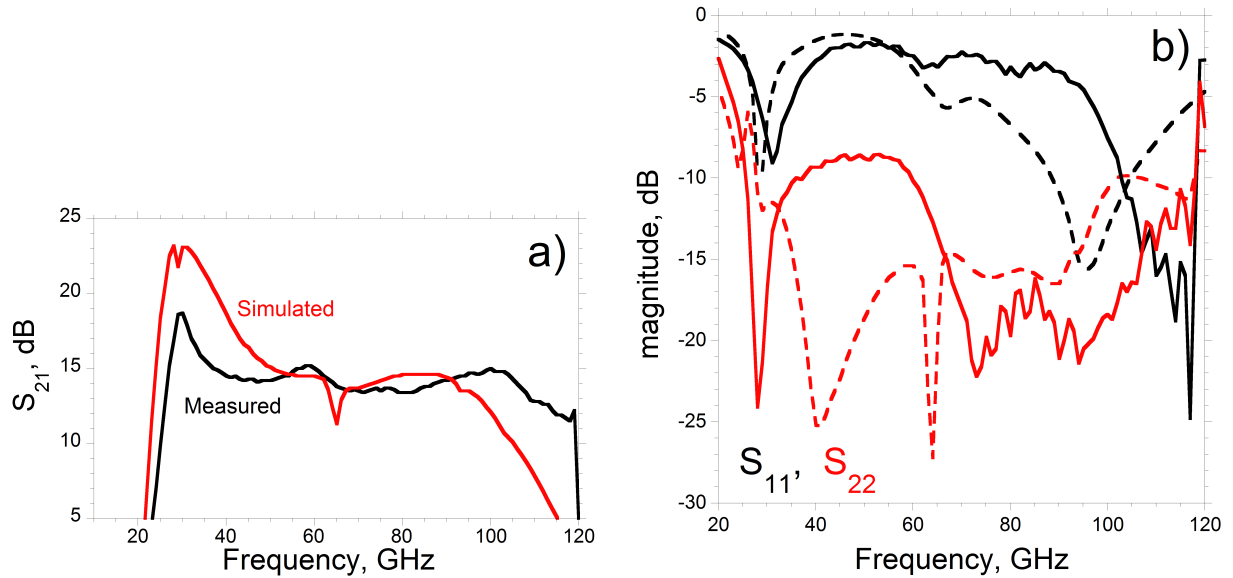 a)
25
20
15
10
5
S21, dB
Simulated
Measured
20 40 60 80 100 120
Frequency, GHz
b)
0
-5
-10
-15
-20
-25
-30
magnitude, dB
S11, S22
20 40 60 80 100 120
Frequency, GHz